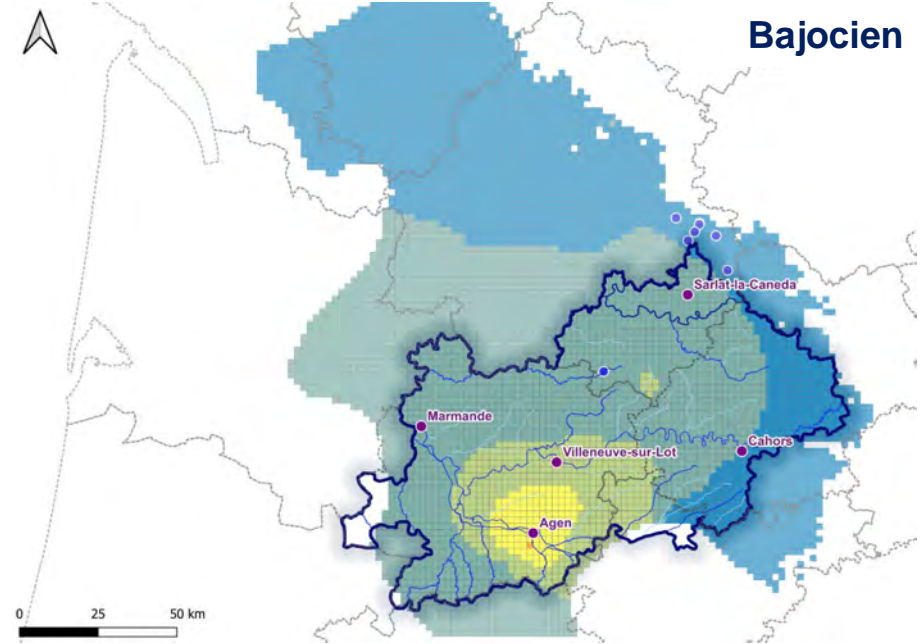 Bajocien
Sarlat-la-Caneda
Marmande
Villeneuve-sur-Lot
Cahors
Agen
0 25 50 km